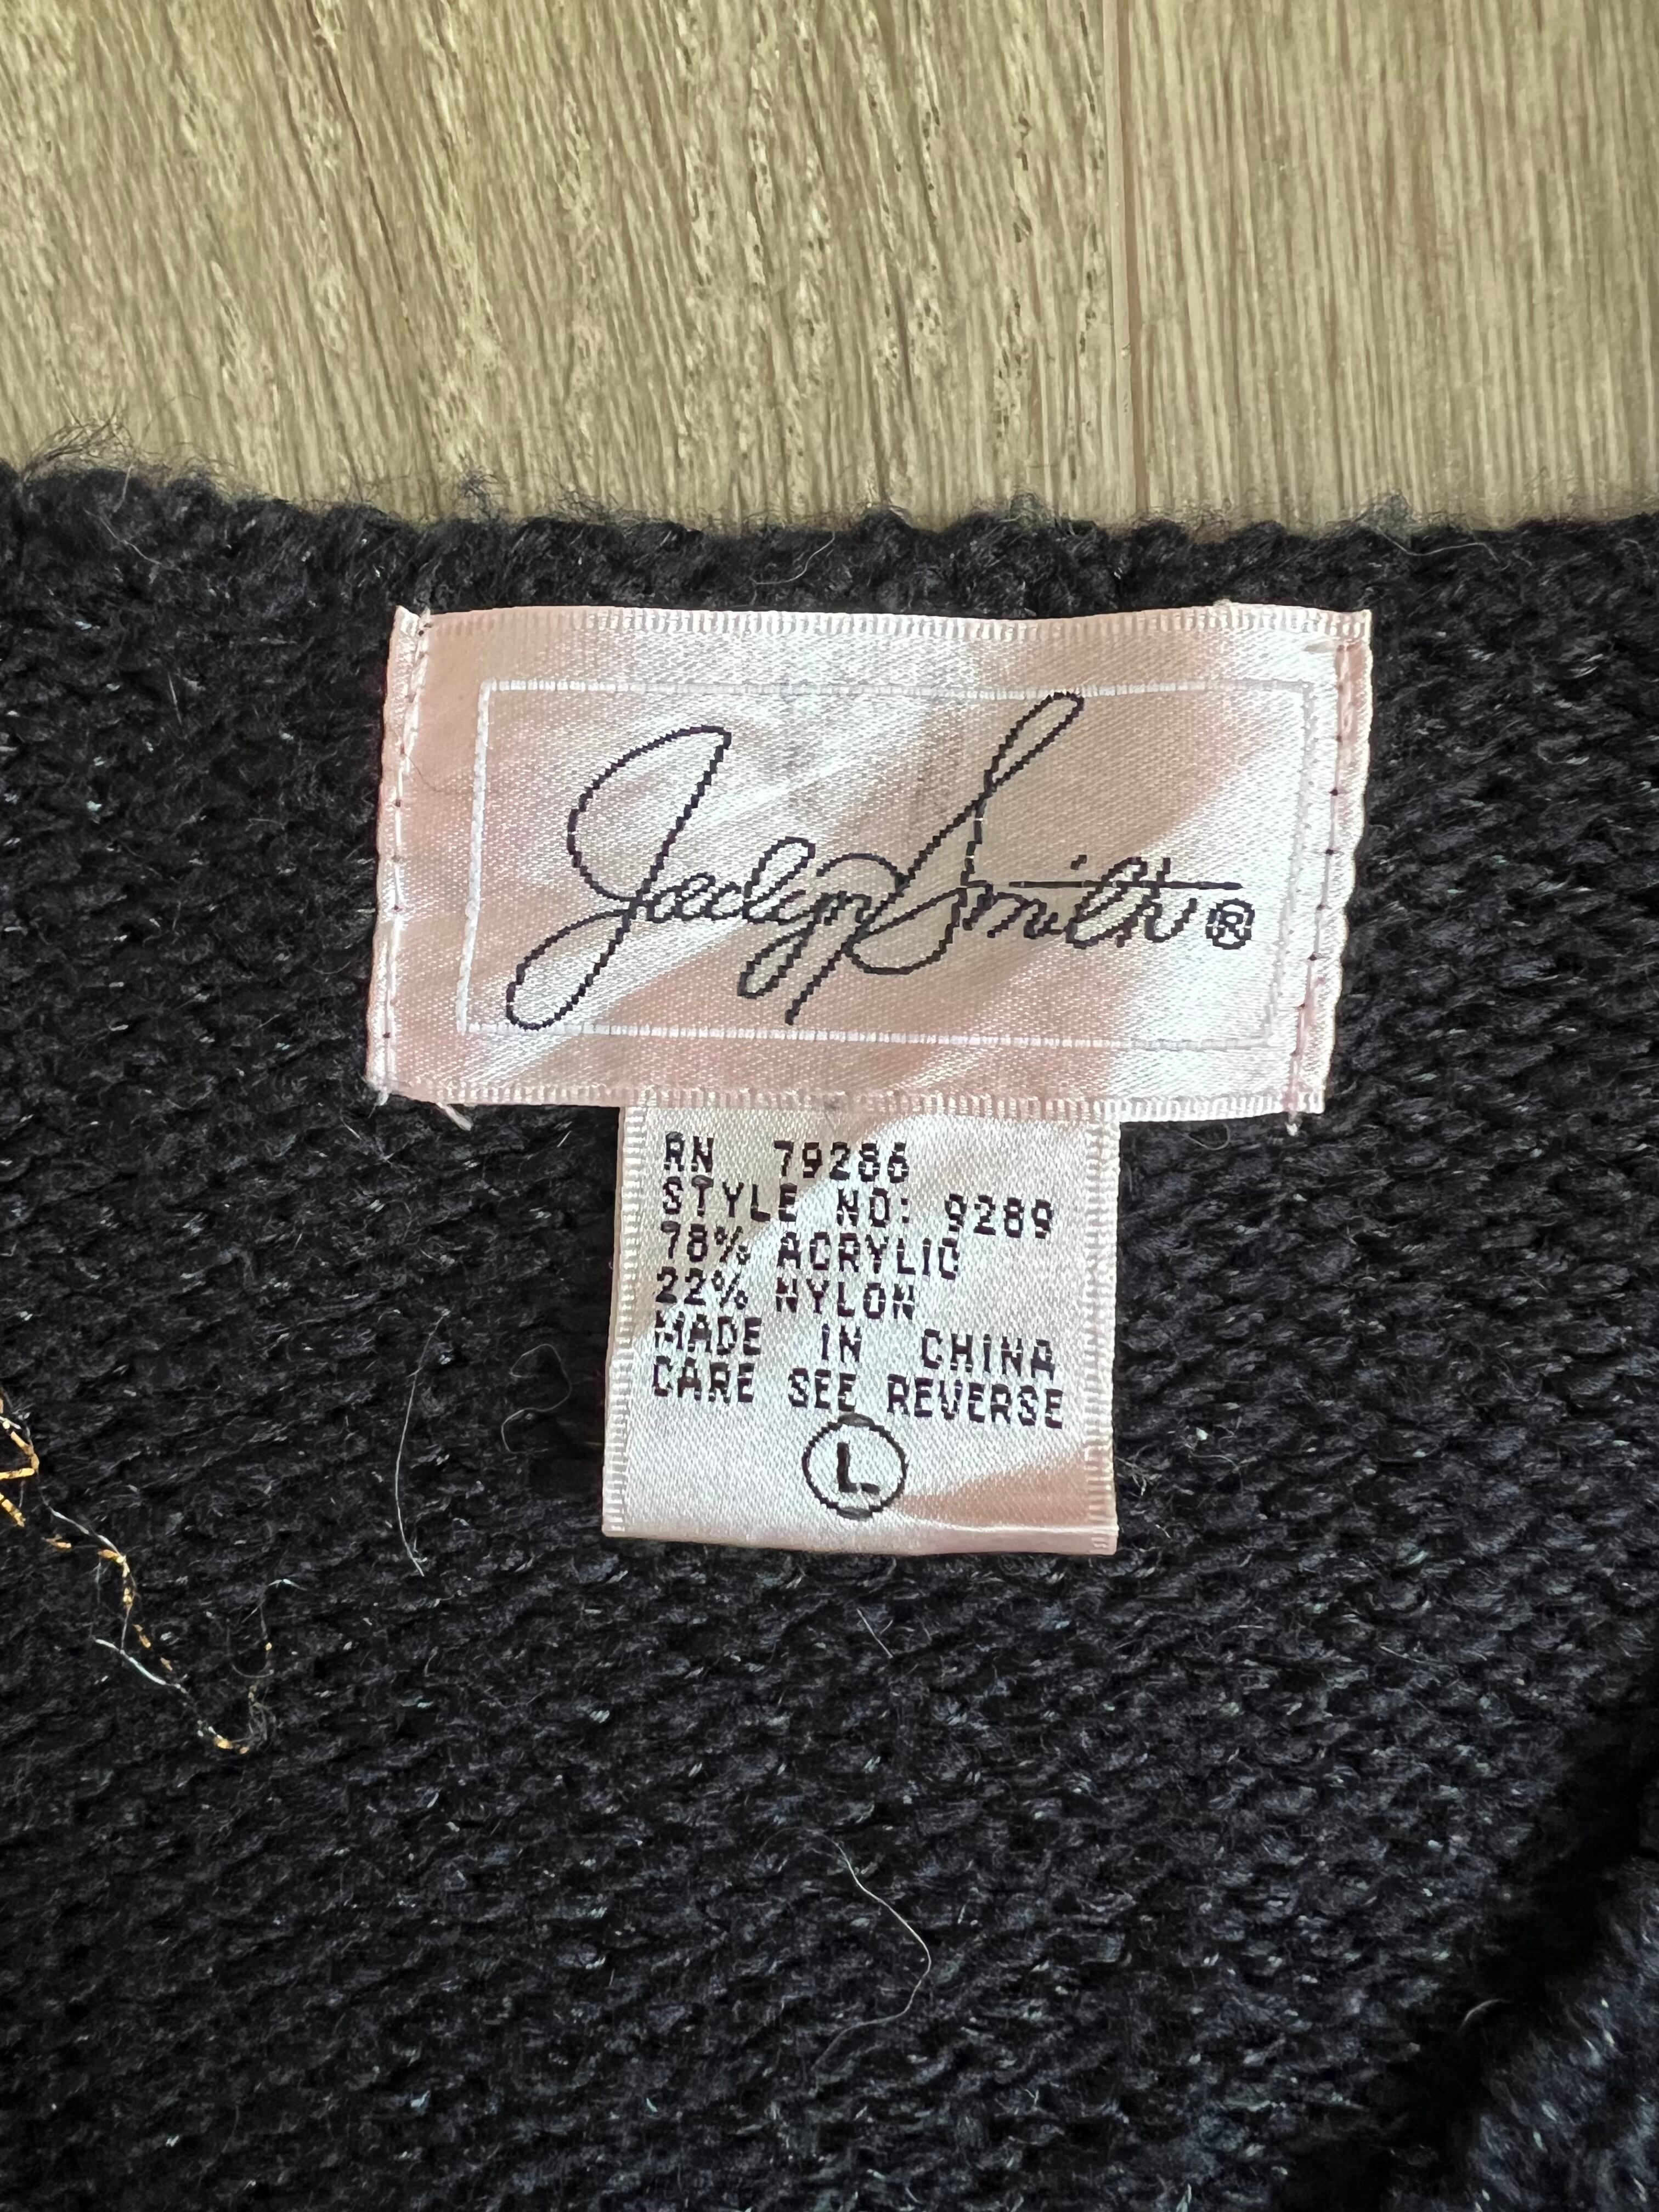 Jaclyn Smith®
RN 79286
STYLE NO: 9289
78% ACRYLIC
22% NYLON
MADE IN CHINA
CARE SEE REVERSE
L